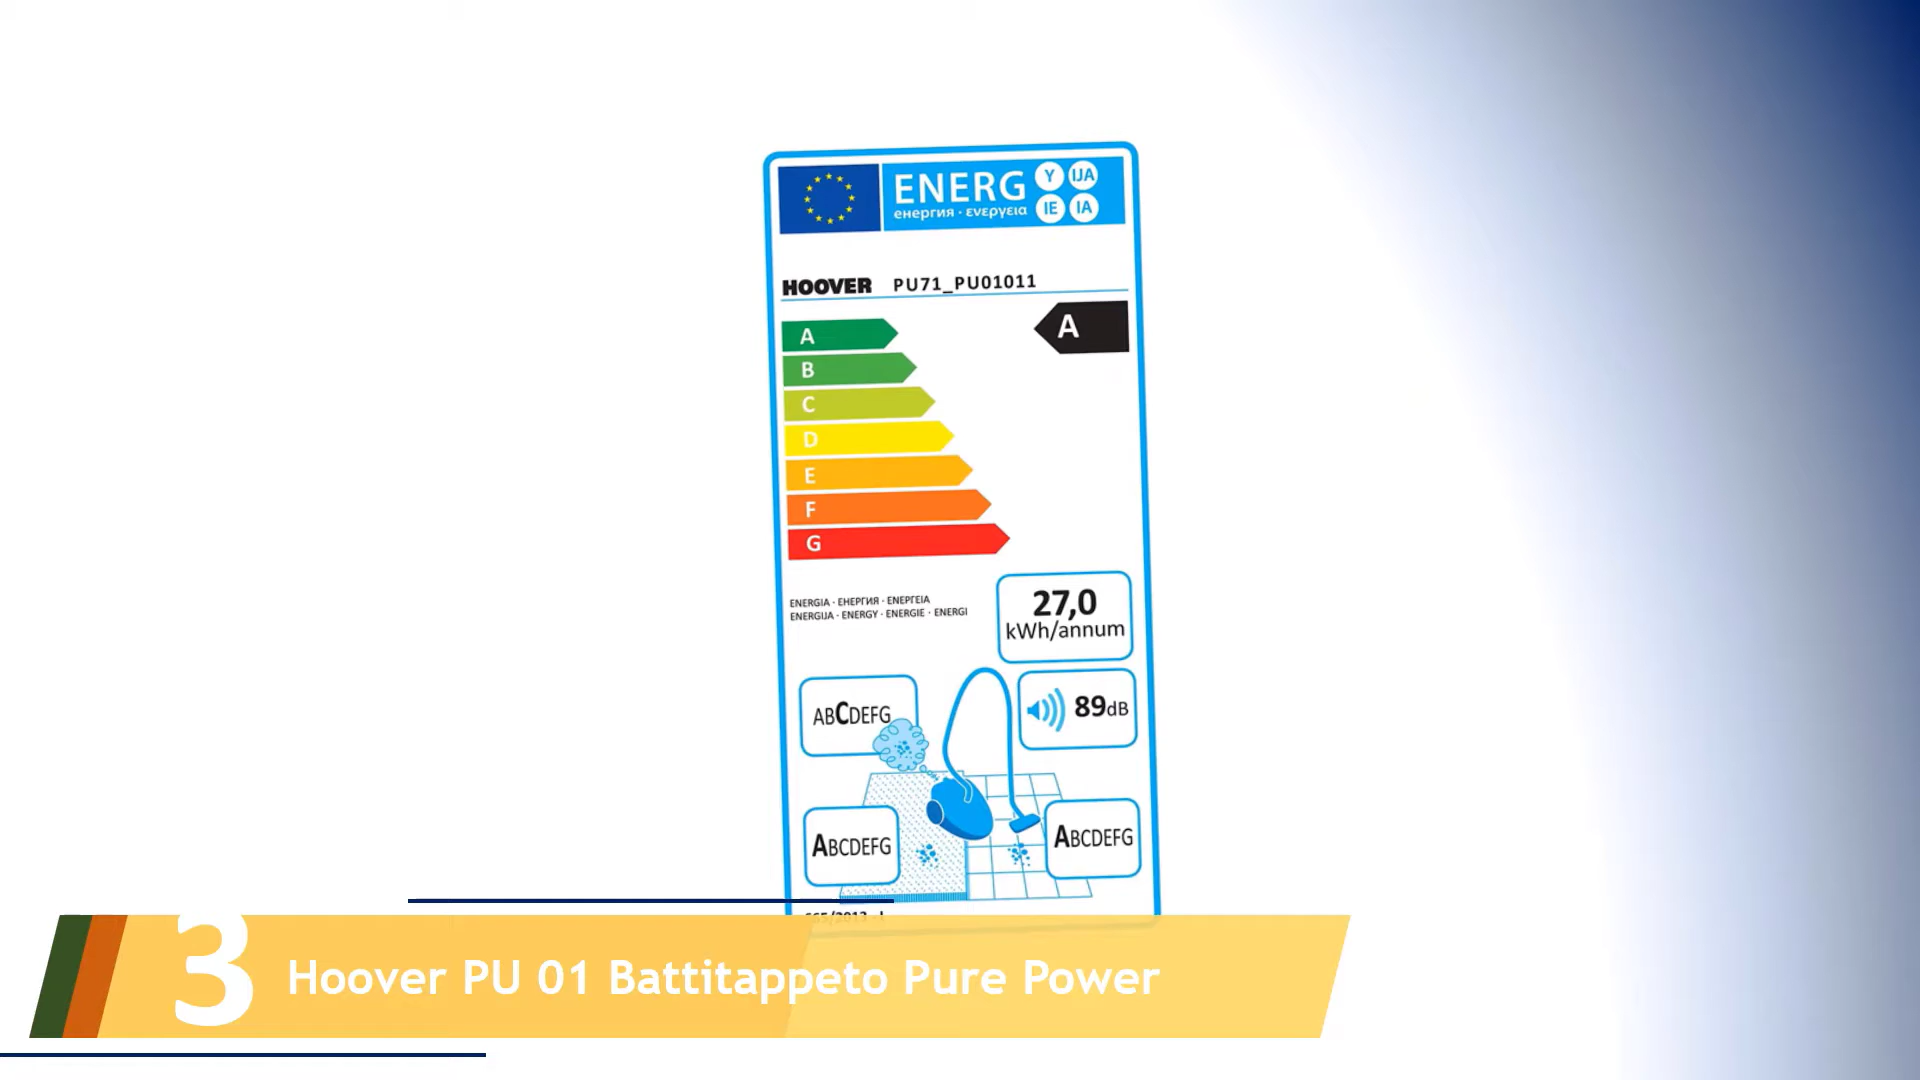 ENERG Y IJA
енергия · ενεργεια IE IA
HOOVER PU71_PU01011
A
A
B
C
D
E
F
G
ENERGIA · ЕНЕРГИЯ · ΕΝΕΡΓΕΙΑ
ENERGIJA · ENERGY · ENERGIE · ENERGI
27,0
kWh/annum
ABCDEFG
89dB
ABCDEFG
ABCDEFG
3
Hoover PU 01 Battitappeto Pure Power